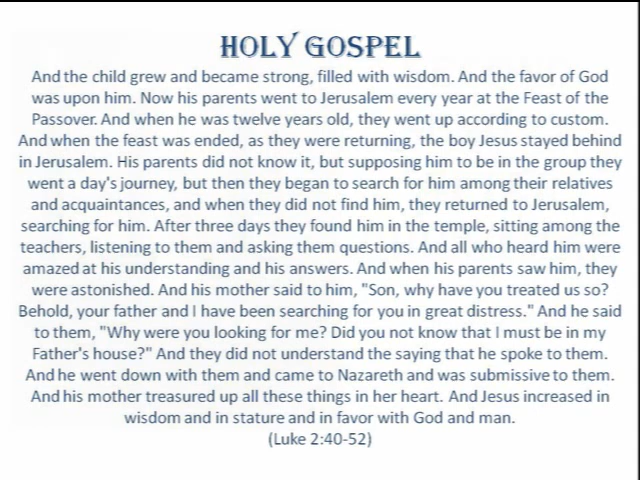 HOLY GOSPEL
And the child grew and became strong, filled with wisdom. And the favor of God
was upon him. Now his parents went to Jerusalem every year at the Feast of the
Passover. And when he was twelve years old, they went up according to custom.
And when the feast was ended, as they were returning, the boy Jesus stayed behind
in Jerusalem. His parents did not know it, but supposing him to be in the group they
went a day's journey, but then they began to search for him among their relatives
and acquaintances, and when they did not find him, they returned to Jerusalem,
searching for him. After three days they found him in the temple, sitting among the
teachers, listening to them and asking them questions. And all who heard him were
amazed at his understanding and his answers. And when his parents saw him, they
were astonished. And his mother said to him, "Son, why have you treated us so?
Behold, your father and I have been searching for you in great distress." And he said
to them, "Why were you looking for me? Did you not know that I must be in my
Father's house?" And they did not understand the saying that he spoke to them.
And he went down with them and came to Nazareth and was submissive to them.
And his mother treasured up all these things in her heart. And Jesus increased in
wisdom and in stature and in favor with God and man.
(Luke 2:40-52)